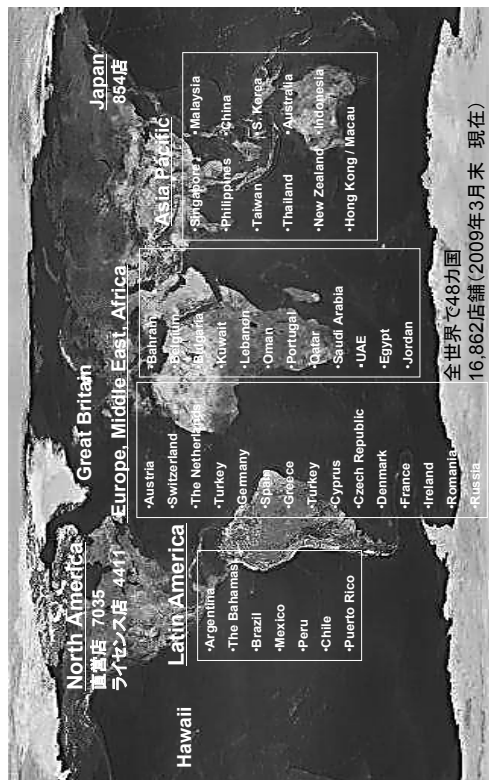 North America
直営店 7035
ライセンス店 4411
Great Britain
Japan
854店
Hawaii
Latin America
•Argentina
•The Bahamas
•Brazil
•Mexico
•Peru
•Chile
•Puerto Rico
Europe, Middle East, Africa
•Austria
•Switzerland
•The Netherlands
•Turkey
•Germany
•Spain
•Greece
•Turkey
•Cyprus
•Czech Republic
•Denmark
•France
•Ireland
•Romania
•Russia
•Bahrain
•Belgium
•Bulgaria
•Kuwait
•Lebanon
•Oman
•Portugal
•Qatar
•Saudi Arabia
•UAE
•Egypt
•Jordan
Asia Pacific
•Singapore
•Malaysia
•Philippines
•China
•Taiwan
•S. Korea
•Thailand
•Australia
•New Zealand
•Indonesia
•Hong Kong / Macau
全世界で48カ国
16,862店舗(2009年3月末 現在)